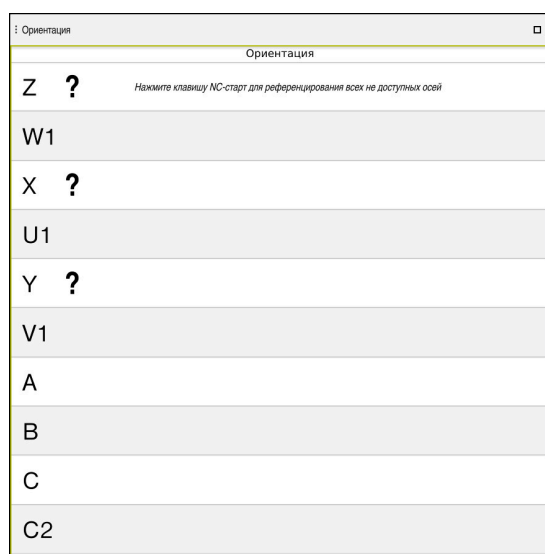 Ориентация
Ориентация
Z ? Нажмите клавишу NC-старт для референцирования всех не доступных осей
W1
X ?
U1
Y ?
V1
A
B
C
C2